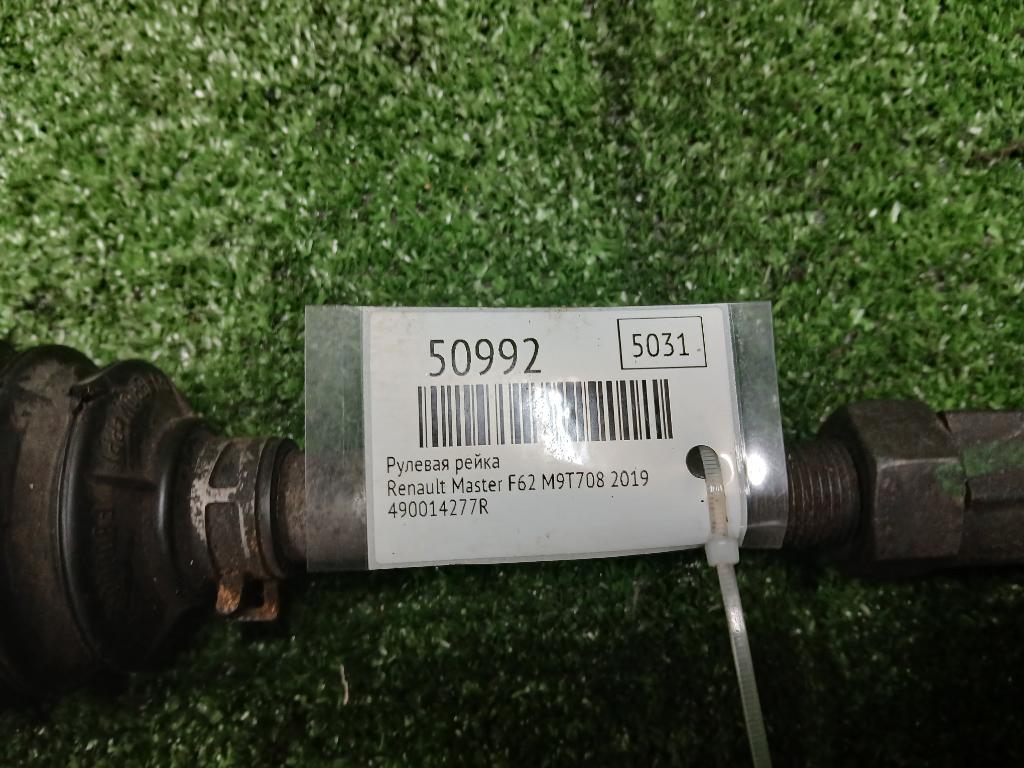 50992
5031
Рулевая рейка
Renault Master F62 M9T708 2019
490014277R